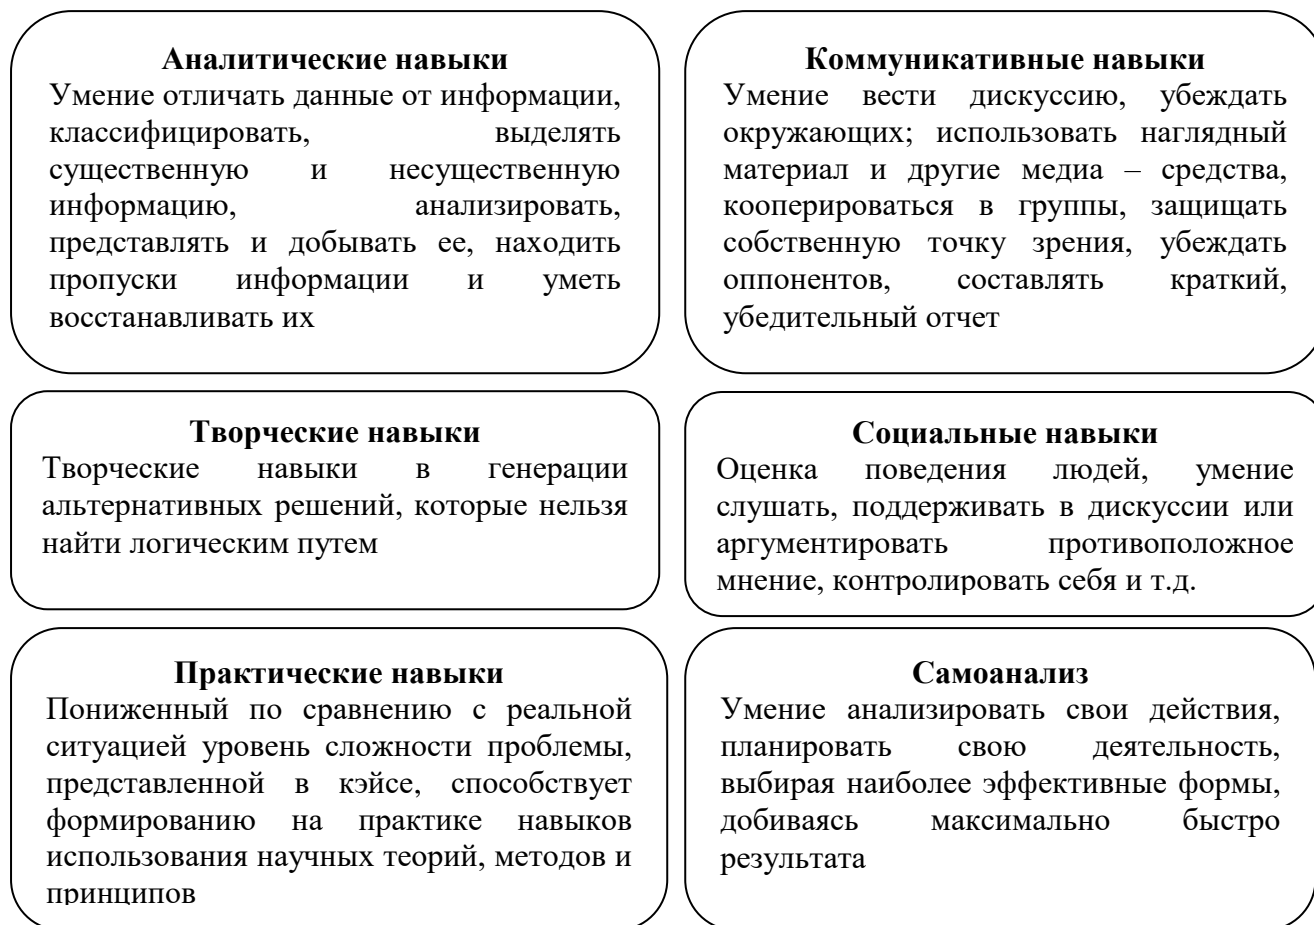 Аналитические навыки
Умение отличать данные от информации,
классифицировать, выделять
существенную и несущественную
информацию, анализировать,
представлять и добывать ее, находить
пропуски информации и уметь
восстанавливать их
Коммуникативные навыки
Умение вести дискуссию, убеждать
окружающих; использовать наглядный
материал и другие медиа – средства,
кооперироваться в группы, защищать
собственную точку зрения, убеждать
оппонентов, составлять краткий,
убедительный отчет
Творческие навыки
Творческие навыки в генерации
альтернативных решений, которые нельзя
найти логическим путем
Социальные навыки
Оценка поведения людей, умение
слушать, поддерживать в дискуссии или
аргументировать противоположное
мнение, контролировать себя и т.д.
Практические навыки
Пониженный по сравнению с реальной
ситуацией уровень сложности проблемы,
представленной в кэйсе, способствует
формированию на практике навыков
использования научных теорий, методов и
принципов
Самоанализ
Умение анализировать свои действия,
планировать свою деятельность,
выбирая наиболее эффективные формы,
добиваясь максимально быстро
результата